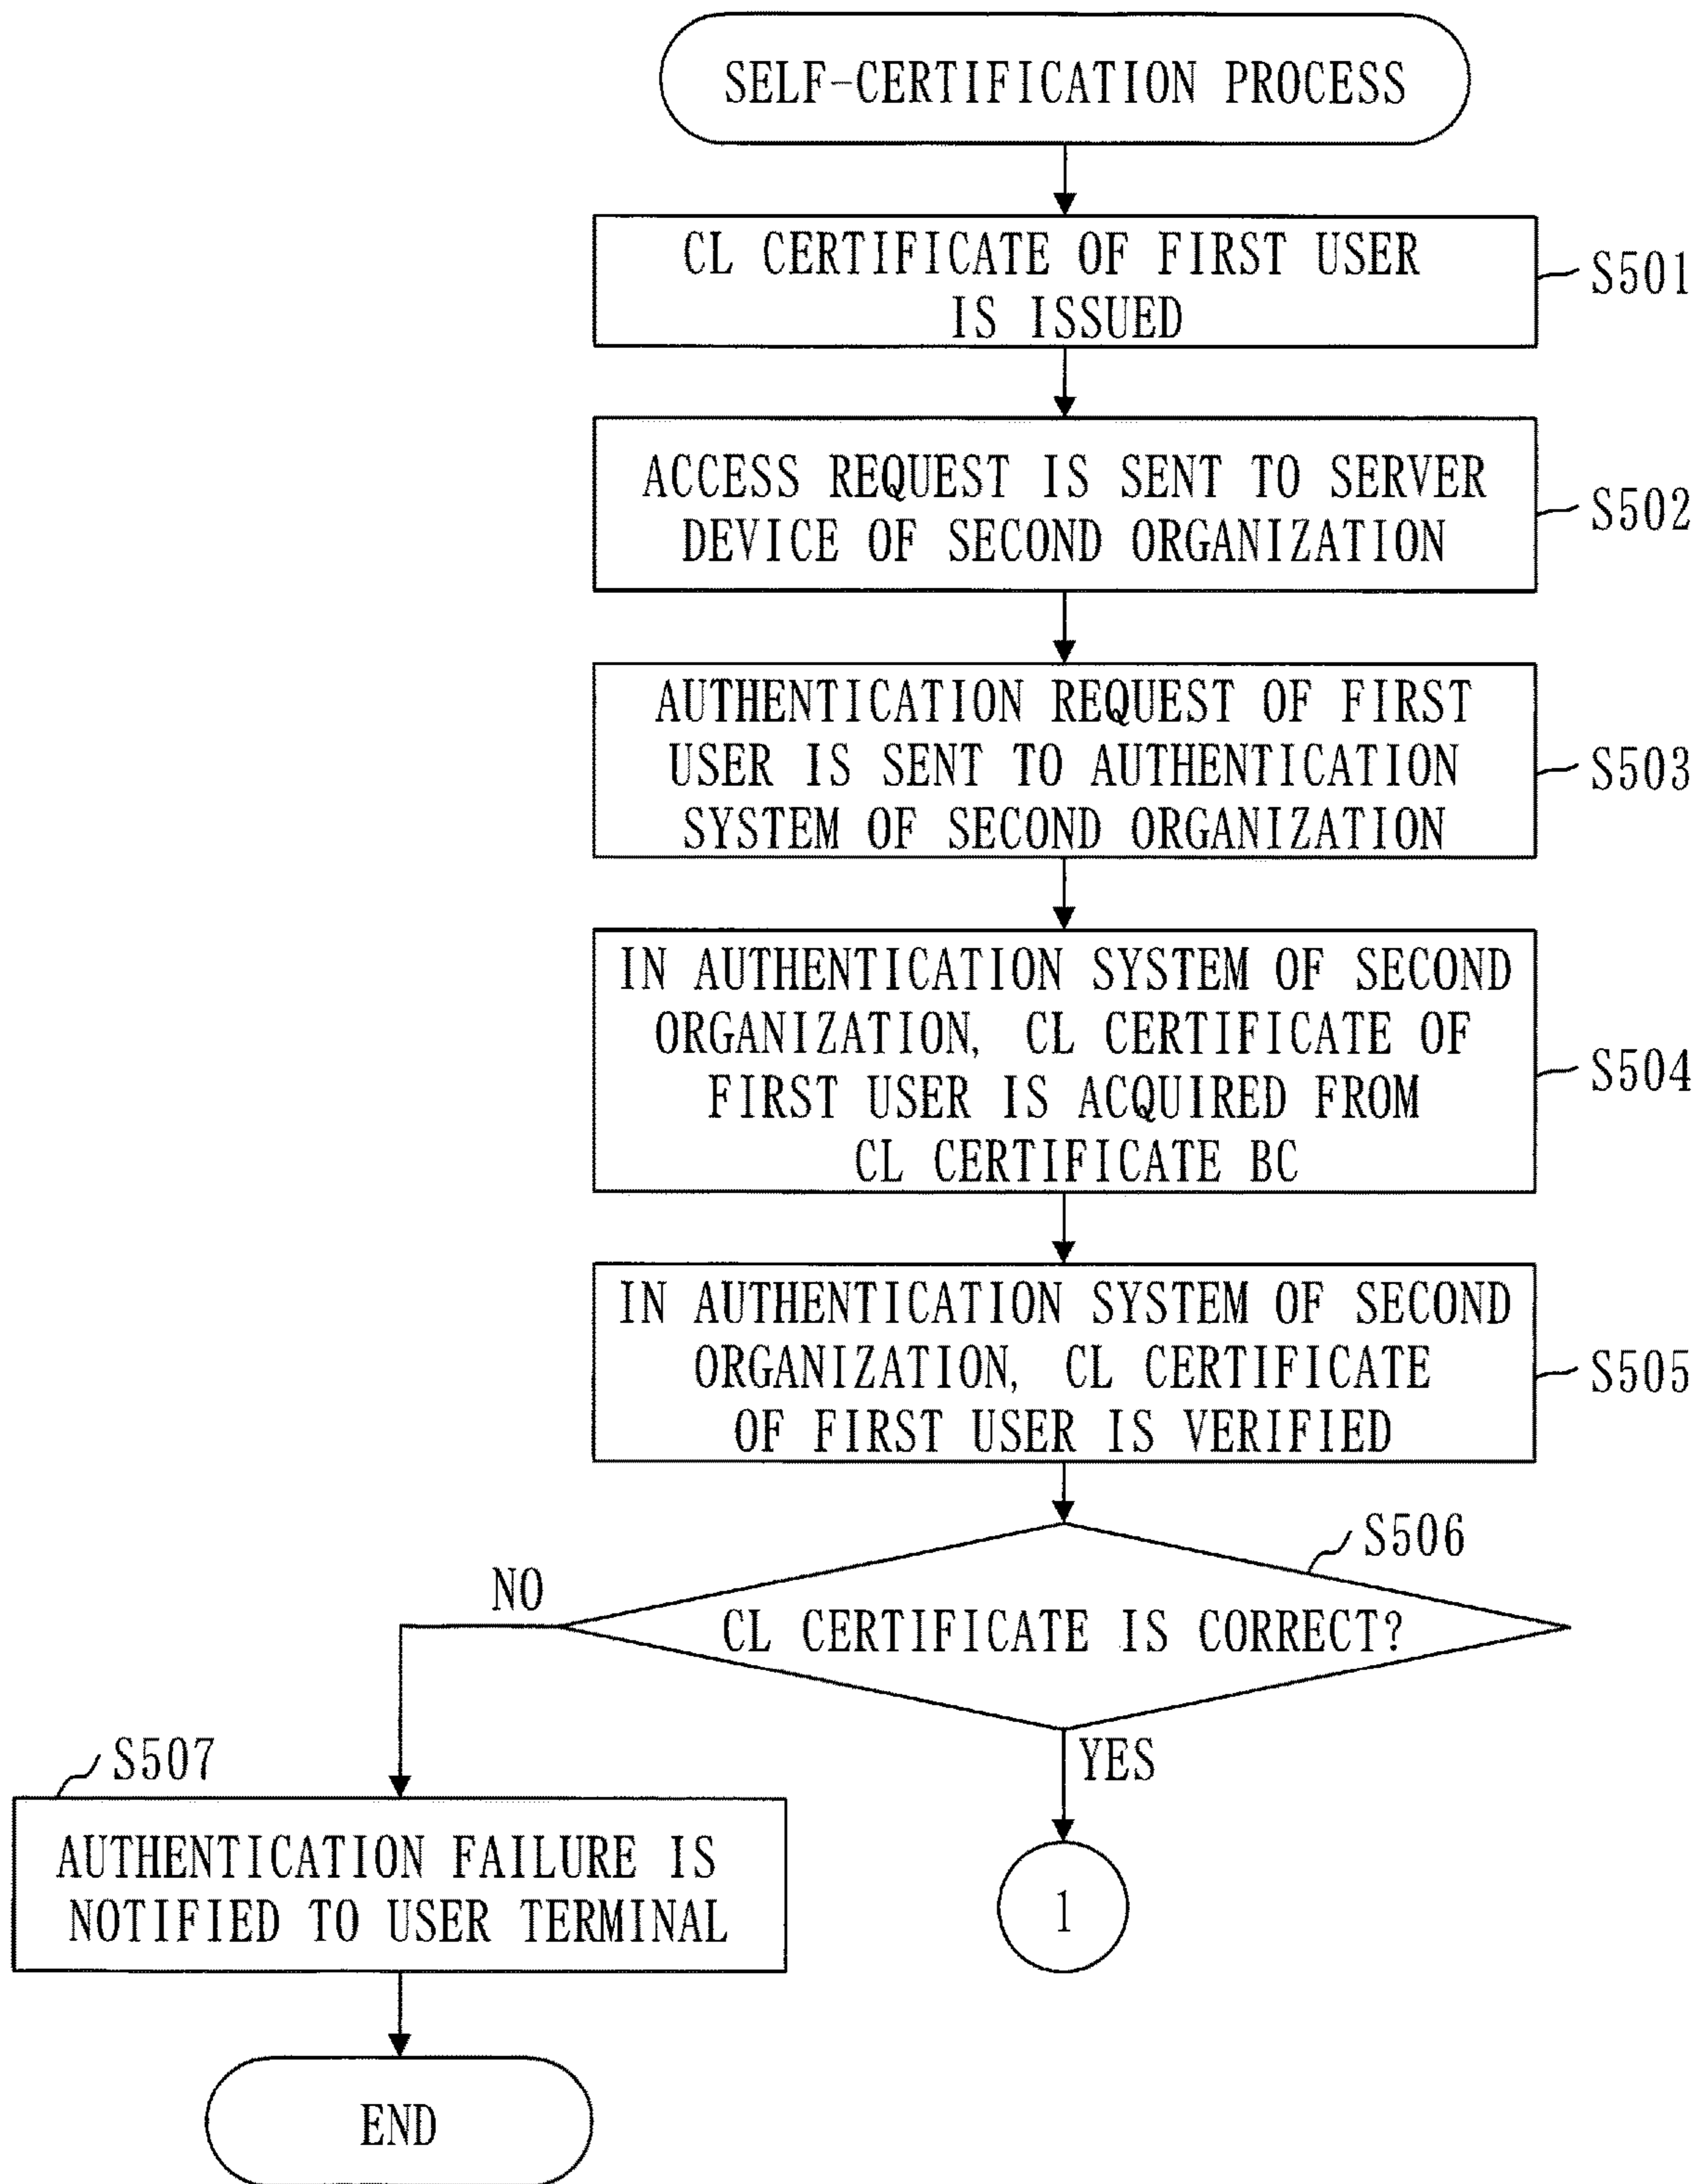 SELF-CERTIFICATION PROCESS
CL CERTIFICATE OF FIRST USER
IS ISSUED
S501
ACCESS REQUEST IS SENT TO SERVER
DEVICE OF SECOND ORGANIZATION
S502
AUTHENTICATION REQUEST OF FIRST
USER IS SENT TO AUTHENTICATION
SYSTEM OF SECOND ORGANIZATION
S503
IN AUTHENTICATION SYSTEM OF SECOND
ORGANIZATION, CL CERTIFICATE OF
FIRST USER IS ACQUIRED FROM
CL CERTIFICATE BC
S504
IN AUTHENTICATION SYSTEM OF SECOND
ORGANIZATION, CL CERTIFICATE
OF FIRST USER IS VERIFIED
S505
S506
NO
CL CERTIFICATE IS CORRECT?
YES
S507
AUTHENTICATION FAILURE IS
NOTIFIED TO USER TERMINAL
1
END